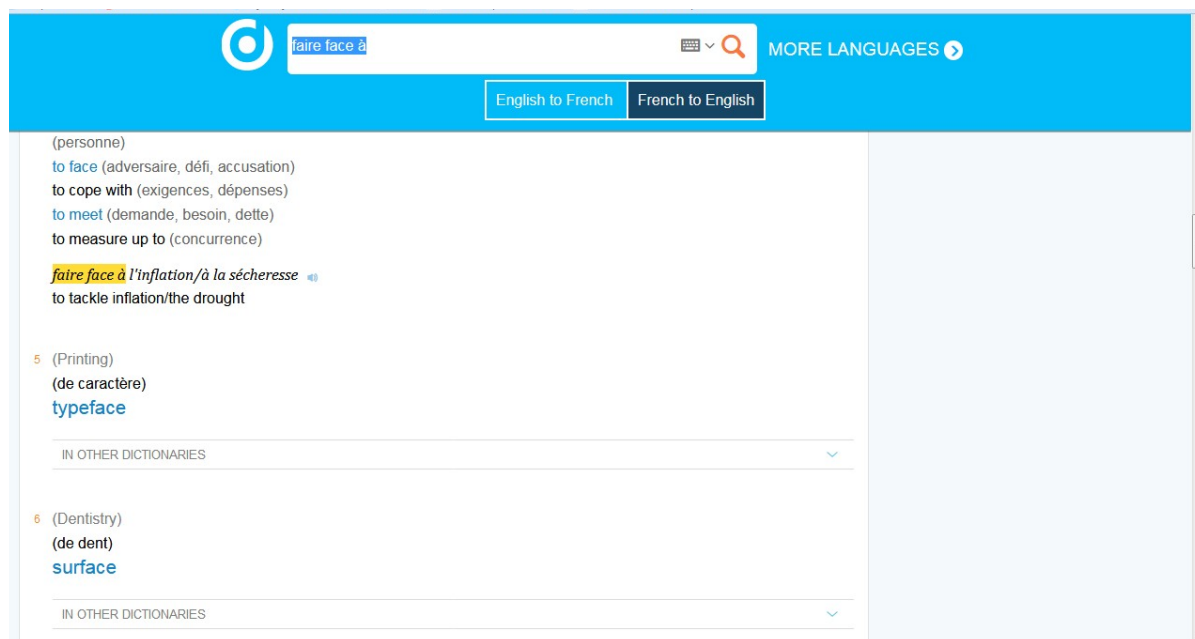 faire face à
MORE LANGUAGES
English to French
French to English
(personne)
to face (adversaire, défi, accusation)
to cope with (exigences, dépenses)
to meet (demande, besoin, dette)
to measure up to (concurrence)
faire face à l'inflation/à la sécheresse
to tackle inflation/the drought
5 (Printing)
(de caractère)
typeface
IN OTHER DICTIONARIES
6 (Dentistry)
(de dent)
surface
IN OTHER DICTIONARIES